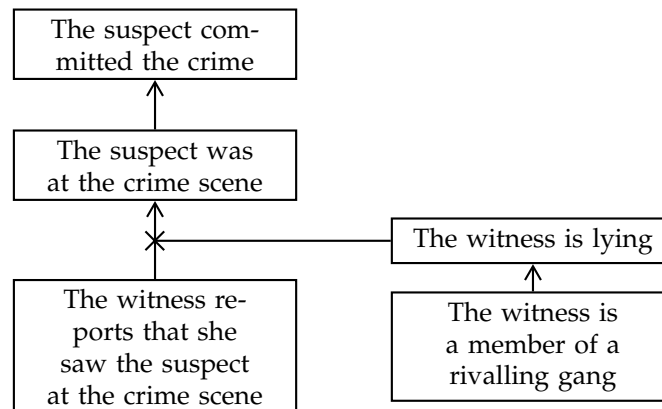 The suspect com-
mitted the crime
The suspect was
at the crime scene
The witness is lying
The witness re-
ports that she
saw the suspect
at the crime scene
The witness is
a member of a
rivalling gang